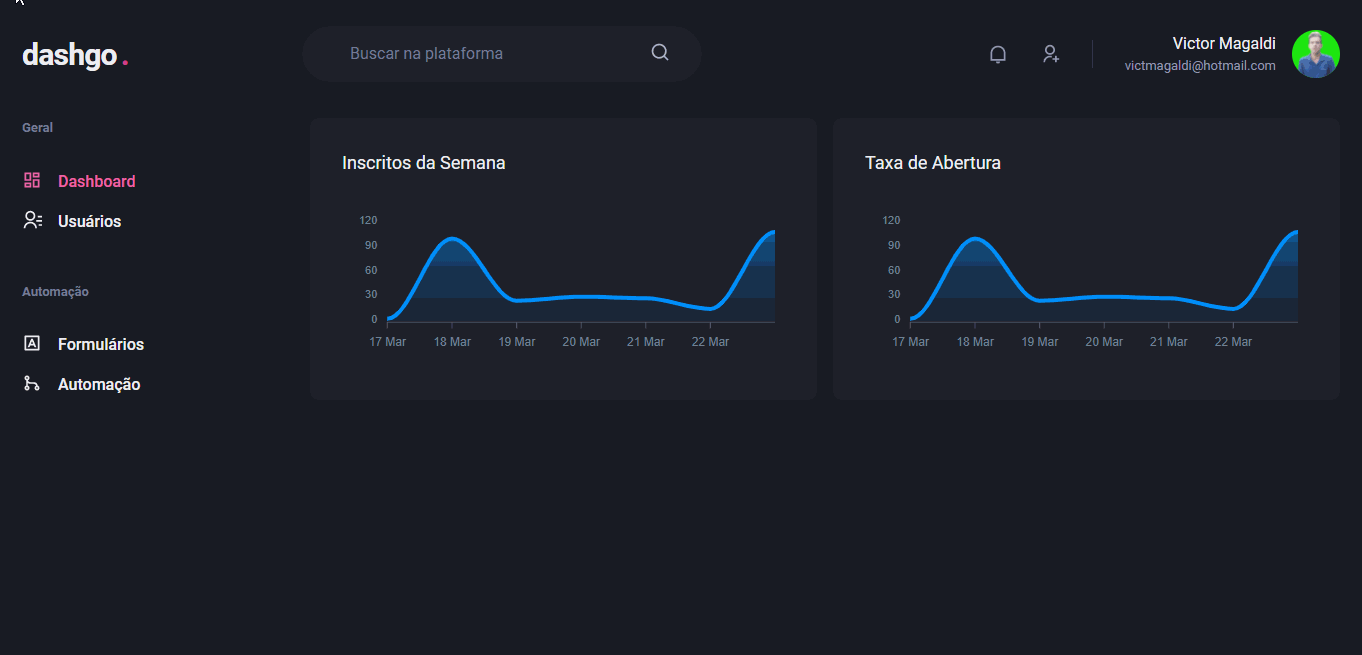 dashgo.
Buscar na plataforma
Victor Magaldi
victmagaldi@hotmail.com
Geral
Dashboard
Usuários
Automação
Formulários
Automação
Inscritos da Semana
120
90
60
30
0
17 Mar 18 Mar 19 Mar 20 Mar 21 Mar 22 Mar
Taxa de Abertura
120
90
60
30
0
17 Mar 18 Mar 19 Mar 20 Mar 21 Mar 22 Mar